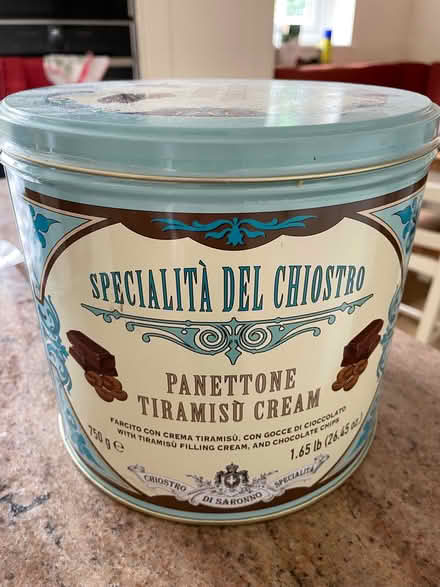 SPECIALITÀ DEL CHIOSTRO
PANETTONE
TIRAMISÙ CREAM
FARCITO CON CREMA TIRAMISÙ, CON GOCCE DI CIOCCOLATO
WITH TIRAMISÙ FILLING CREAM, AND CHOCOLATE CHIPS
750 g ℮
1.65 lb (26.45 oz.)
CHIOSTRO DI SARONNO SPECIALITÀ